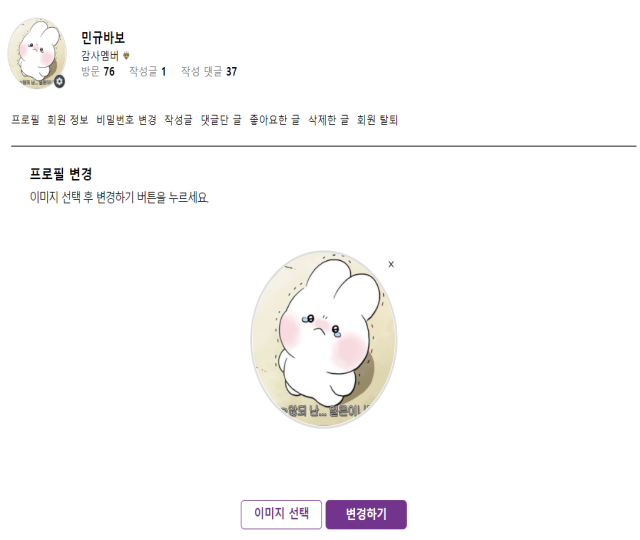 민규바보
감사멤버
방문 76 작성글 1 작성 댓글 37
프로필 회원 정보 비밀번호 변경 작성글 댓글단 글 좋아요한 글 삭제한 글 회원 탈퇴
프로필 변경
이미지 선택 후 변경하기 버튼을 누르세요.
x
난...
이미지 선택 변경하기